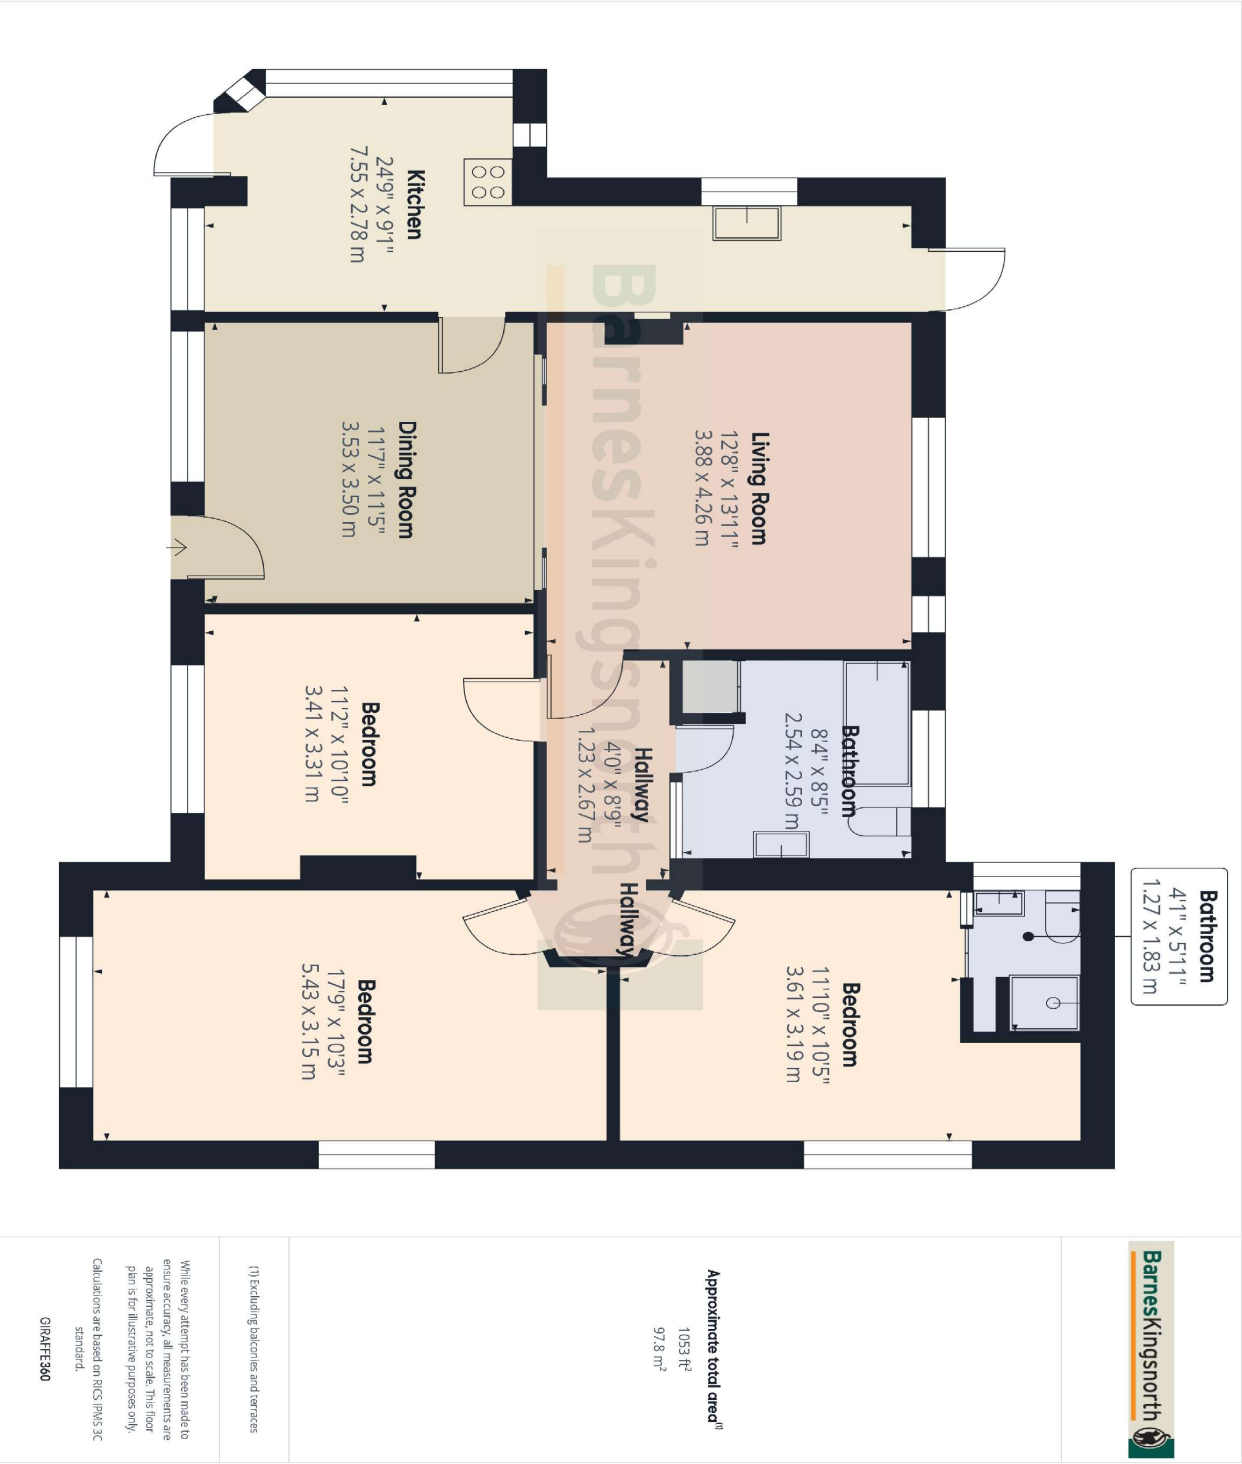 Bathroom
4'1" x 5'11"
1.27 x 1.83 m
Kitchen
24'9" x 9'1"
7.55 x 2.78 m
Living Room
12'8" x 13'11"
3.88 x 4.26 m
Dining Room
11'7" x 11'5"
3.53 x 3.50 m
Bathroom
8'4" x 8'5"
2.54 x 2.59 m
Hallway
4'0" x 8'9"
1.23 x 2.67 m
Bedroom
11'2" x 10'10"
3.41 x 3.31 m
Hallway
Bedroom
11'10" x 10'5"
3.61 x 3.19 m
Bedroom
17'9" x 10'3"
5.43 x 3.15 m
BarnesKingsnorth
BarnesKingsnorth
Approximate total area(1)
1053 ft²
97.8 m²
(1) Excluding balconies and terraces
While every attempt has been made to
ensure accuracy, all measurements are
approximate, not to scale. This floor
plan is for illustrative purposes only.
Calculations are based on RICS IPMS 3C
standard.
GIRAFFE360